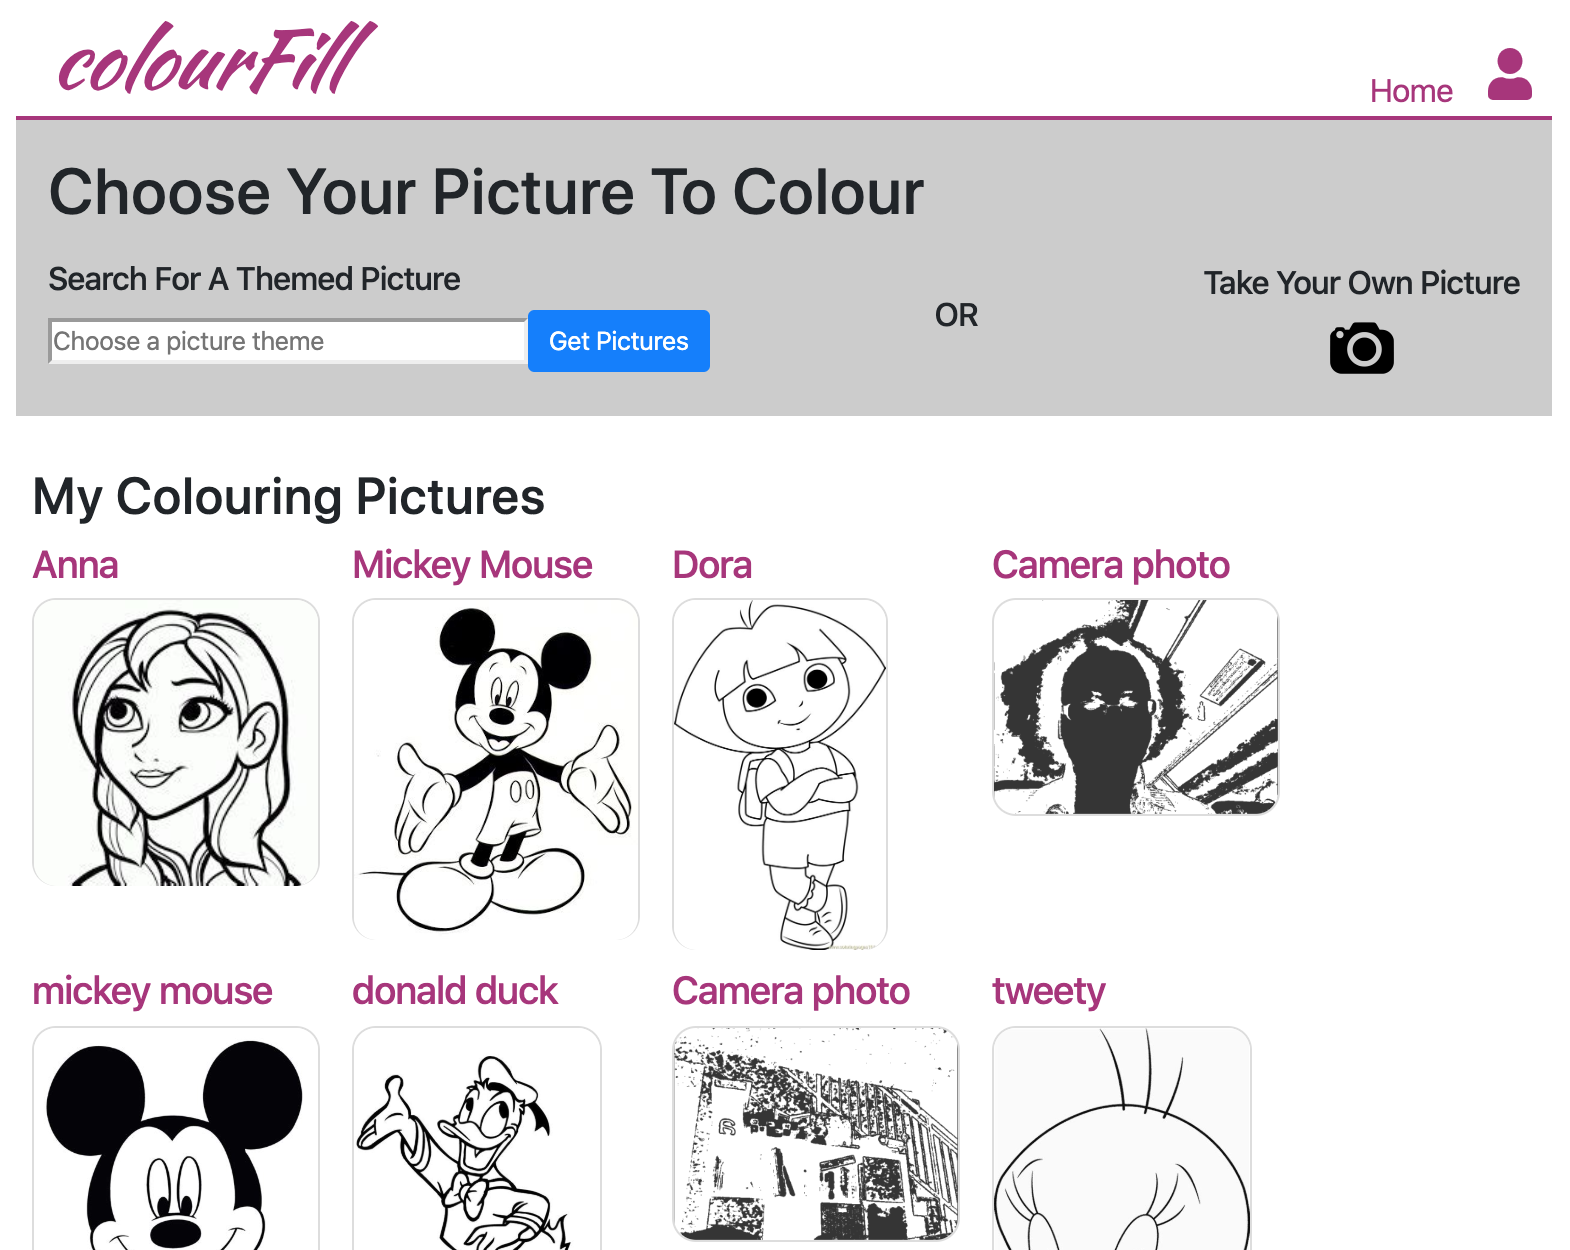 colourFill
Home
Choose Your Picture To Colour
Search For A Themed Picture
Take Your Own Picture
OR
Choose a picture theme
Get Pictures
My Colouring Pictures
Anna
Mickey Mouse
Dora
Camera photo
mickey mouse
donald duck
Camera photo
tweety